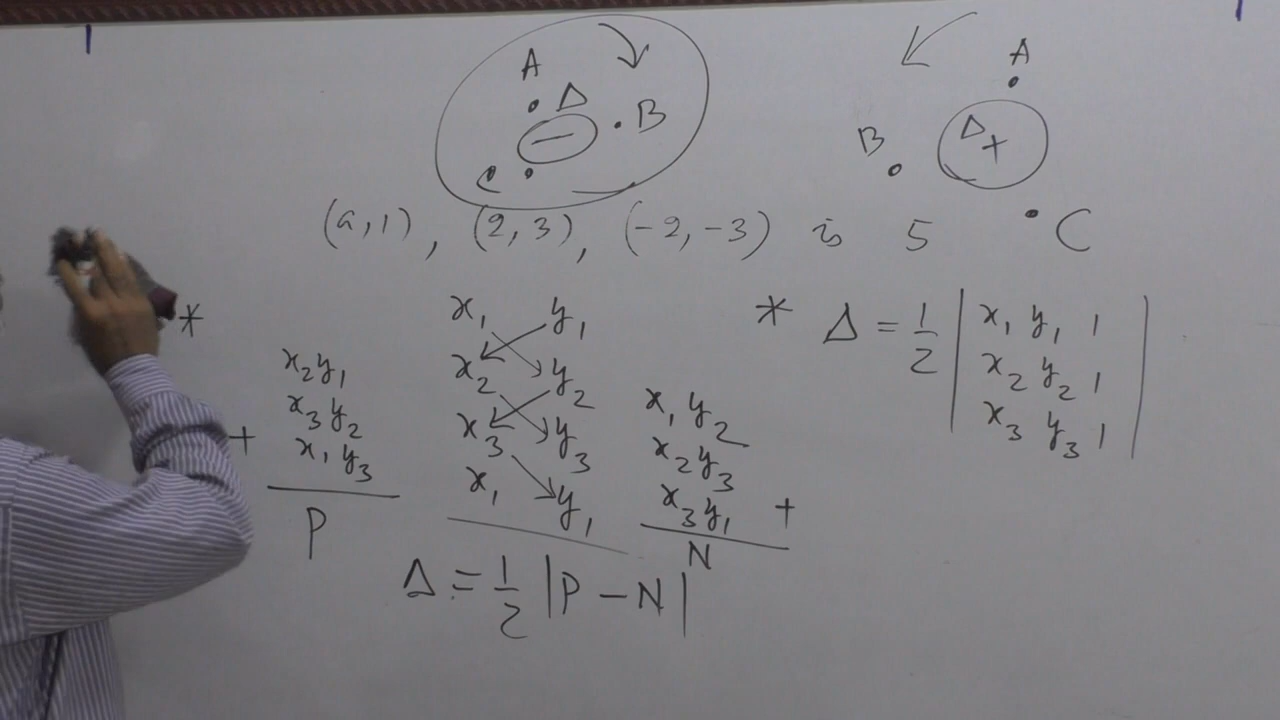 A
Δ
−
B
C
A
Δ +
B
C
(a,1), (2,3), (-2,-3) is 5
*
x₂y₁
x₃y₂
+ x₁y₃
P
x₁ y₁
x₂ y₂
x₃ y₃
x₁ y₁
x₁y₂
x₂y₃
x₃y₁ +
N
Δ = 1/2 |P − N|
* Δ = 1/2 | x₁ y₁ 1 |
x₂ y₂ 1
x₃ y₃ 1